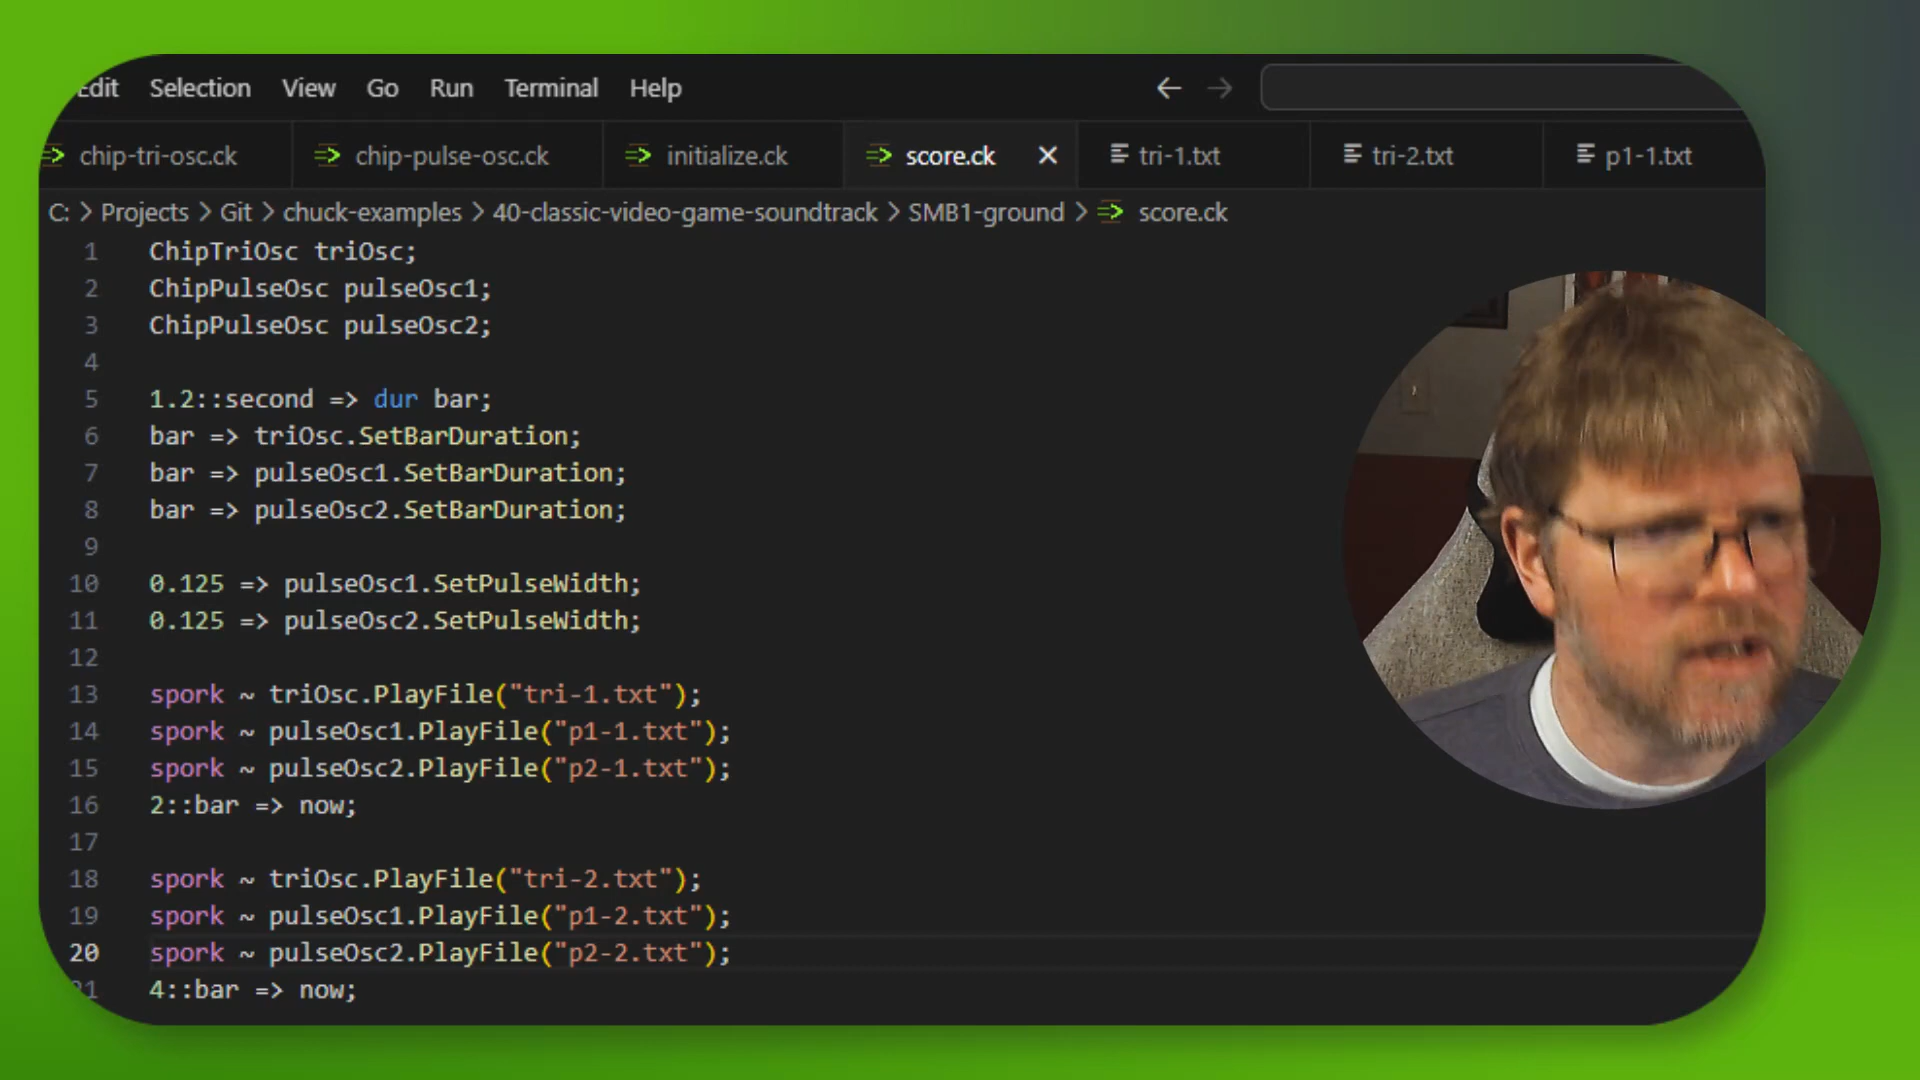 Edit Selection View Go Run Terminal Help
chip-tri-osc.ck chip-pulse-osc.ck initialize.ck score.ck tri-1.txt tri-2.txt p1-1.txt
C: > Projects > Git > chuck-examples > 40-classic-video-game-soundtrack > SMB1-ground > score.ck
1 ChipTriOsc triOsc;
2 ChipPulseOsc pulseOsc1;
3 ChipPulseOsc pulseOsc2;
4
5 1.2::second => dur bar;
6 bar => triOsc.SetBarDuration;
7 bar => pulseOsc1.SetBarDuration;
8 bar => pulseOsc2.SetBarDuration;
9
10 0.125 => pulseOsc1.SetPulseWidth;
11 0.125 => pulseOsc2.SetPulseWidth;
12
13 spork ~ triOsc.PlayFile("tri-1.txt");
14 spork ~ pulseOsc1.PlayFile("p1-1.txt");
15 spork ~ pulseOsc2.PlayFile("p2-1.txt");
16 2::bar => now;
17
18 spork ~ triOsc.PlayFile("tri-2.txt");
19 spork ~ pulseOsc1.PlayFile("p1-2.txt");
20 spork ~ pulseOsc2.PlayFile("p2-2.txt");
21 4::bar => now;